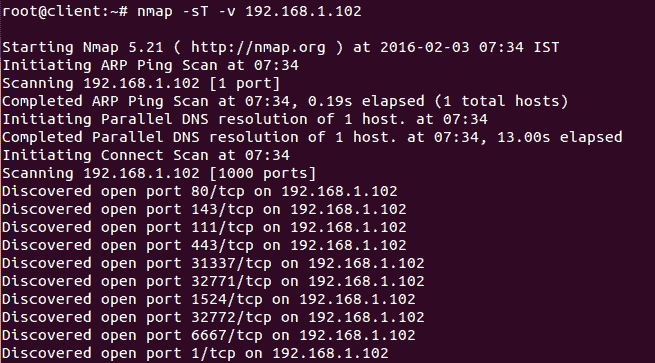 root@client:~# nmap -sT -v 192.168.1.102
Starting Nmap 5.21 ( http://nmap.org ) at 2016-02-03 07:34 IST
Initiating ARP Ping Scan at 07:34
Scanning 192.168.1.102 [1 port]
Completed ARP Ping Scan at 07:34, 0.19s elapsed (1 total hosts)
Initiating Parallel DNS resolution of 1 host. at 07:34
Completed Parallel DNS resolution of 1 host. at 07:34, 13.00s elapsed
Initiating Connect Scan at 07:34
Scanning 192.168.1.102 [1000 ports]
Discovered open port 80/tcp on 192.168.1.102
Discovered open port 143/tcp on 192.168.1.102
Discovered open port 111/tcp on 192.168.1.102
Discovered open port 443/tcp on 192.168.1.102
Discovered open port 31337/tcp on 192.168.1.102
Discovered open port 32771/tcp on 192.168.1.102
Discovered open port 1524/tcp on 192.168.1.102
Discovered open port 32772/tcp on 192.168.1.102
Discovered open port 6667/tcp on 192.168.1.102
Discovered open port 1/tcp on 192.168.1.102